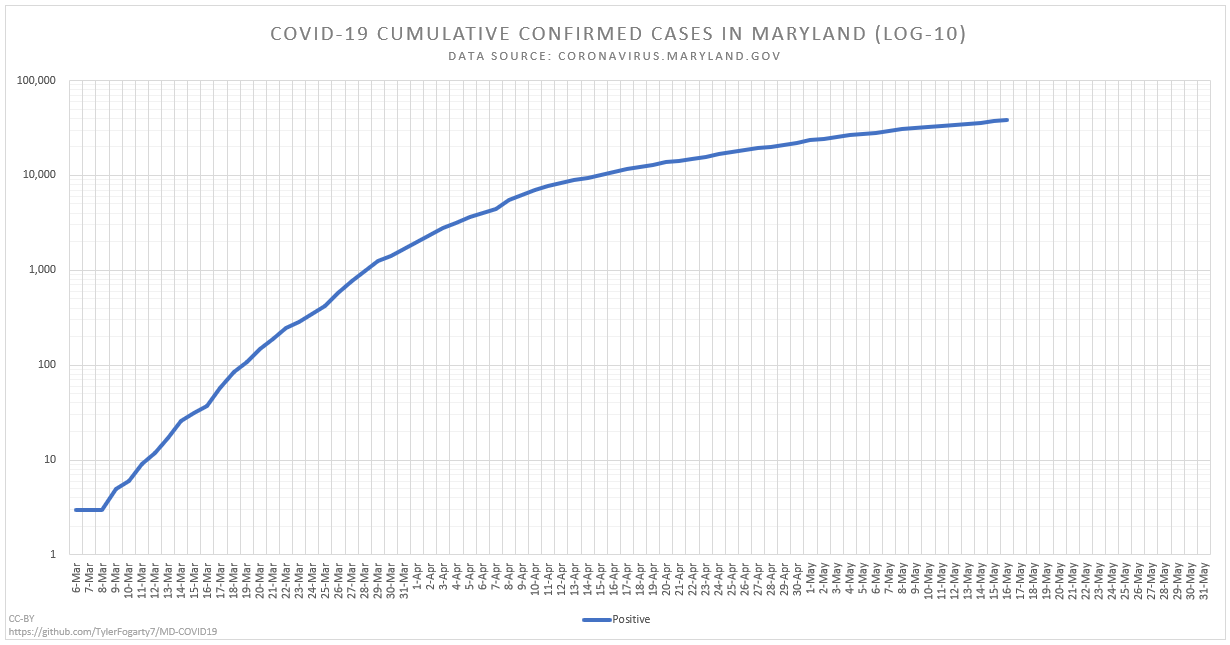 COVID-19 CUMULATIVE CONFIRMED CASES IN MARYLAND (LOG-10)
DATA SOURCE: CORONAVIRUS.MARYLAND.GOV
100,000
10,000
1,000
100
10
1
6-Mar
7-Mar
8-Mar
9-Mar
10-Mar
11-Mar
12-Mar
13-Mar
14-Mar
15-Mar
16-Mar
17-Mar
18-Mar
19-Mar
20-Mar
21-Mar
22-Mar
23-Mar
24-Mar
25-Mar
26-Mar
27-Mar
28-Mar
29-Mar
30-Mar
31-Mar
1-Apr
2-Apr
3-Apr
4-Apr
5-Apr
6-Apr
7-Apr
8-Apr
9-Apr
10-Apr
11-Apr
12-Apr
13-Apr
14-Apr
15-Apr
16-Apr
17-Apr
18-Apr
19-Apr
20-Apr
21-Apr
22-Apr
23-Apr
24-Apr
25-Apr
26-Apr
27-Apr
28-Apr
29-Apr
30-Apr
1-May
2-May
3-May
4-May
5-May
6-May
7-May
8-May
9-May
10-May
11-May
12-May
13-May
14-May
15-May
16-May
17-May
18-May
19-May
20-May
21-May
22-May
23-May
24-May
25-May
26-May
27-May
28-May
29-May
30-May
31-May
Positive
CC-BY
https://github.com/TylerFogarty7/MD-COVID19